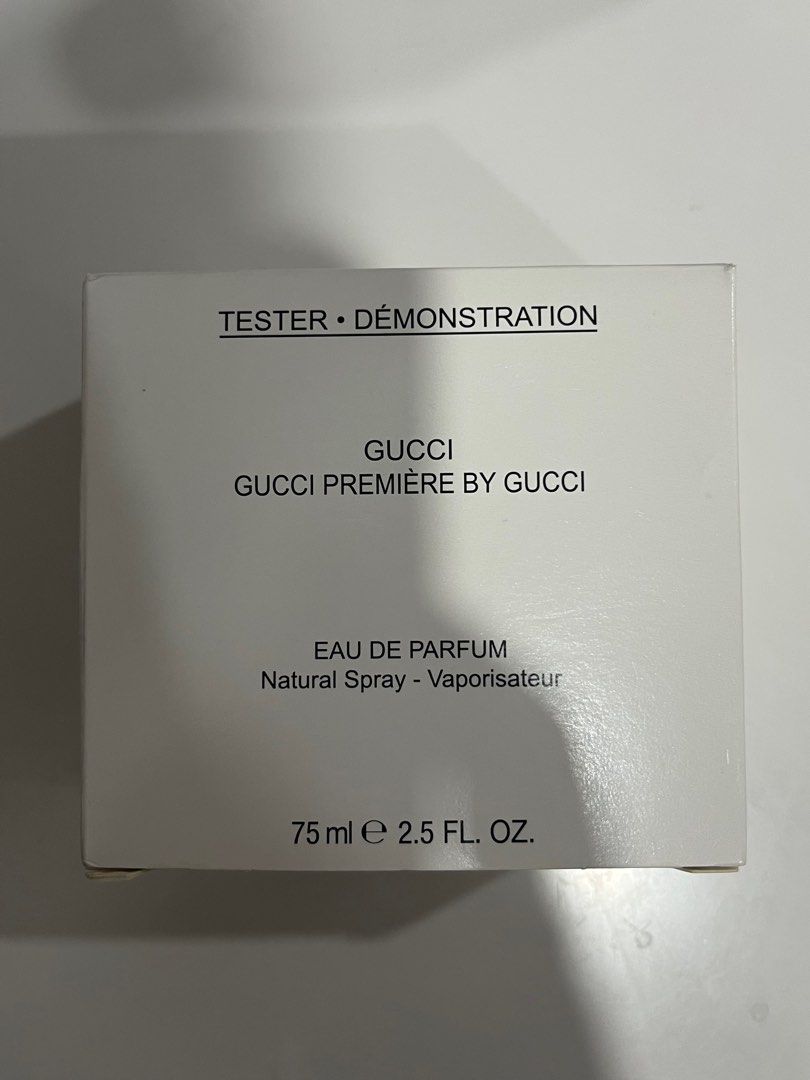 TESTER • DÉMONSTRATION
GUCCI
GUCCI PREMIÈRE BY GUCCI
EAU DE PARFUM
Natural Spray - Vaporisateur
75 ml ℮ 2.5 FL. OZ.